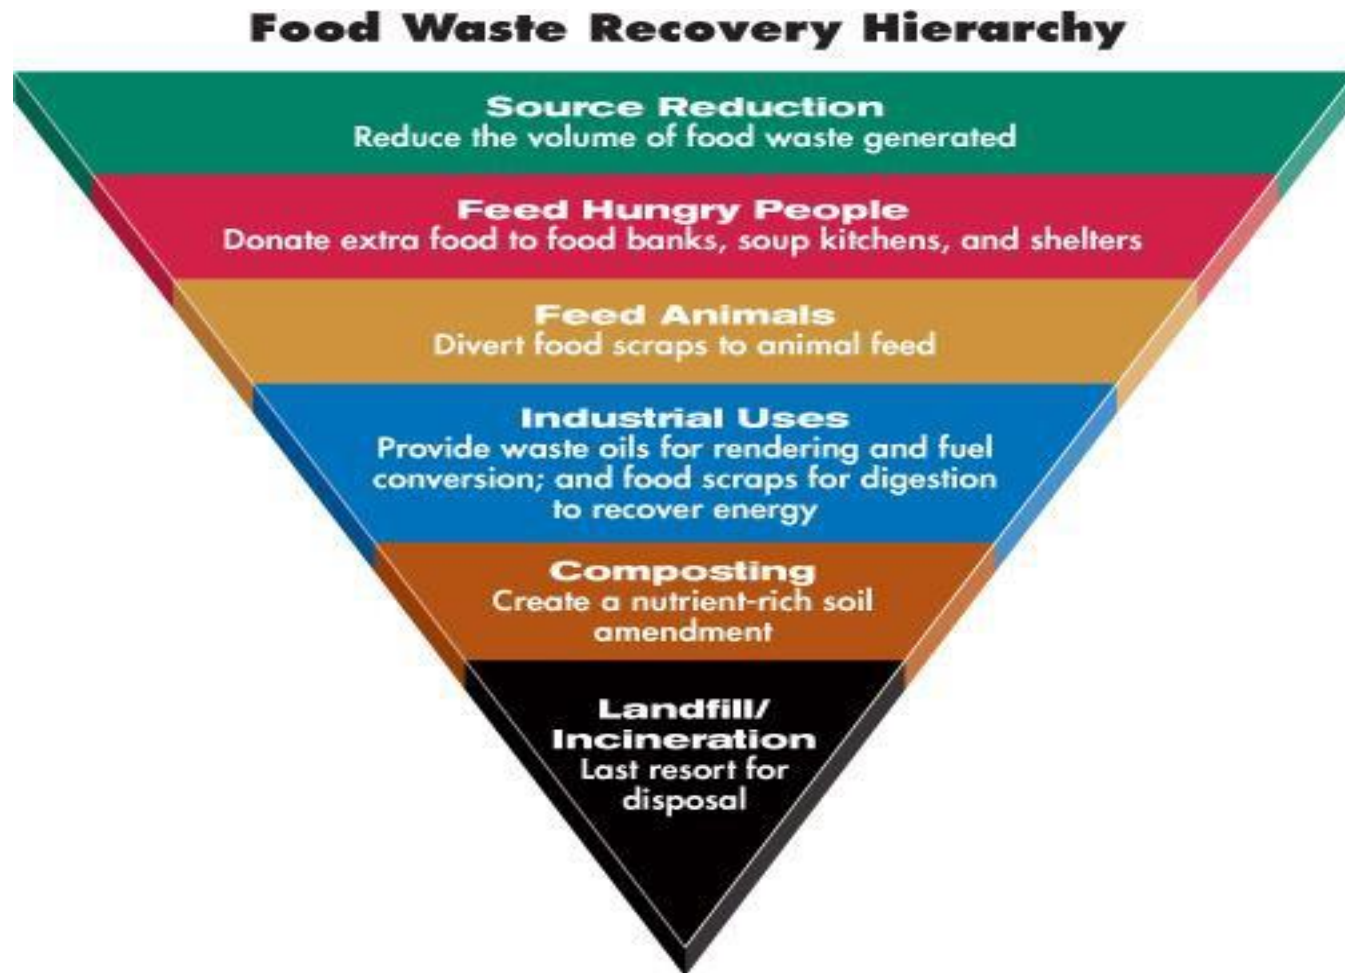 Food Waste Recovery Hierarchy
Source Reduction
Reduce the volume of food waste generated
Feed Hungry People
Donate extra food to food banks, soup kitchens, and shelters
Feed Animals
Divert food scraps to animal feed
Industrial Uses
Provide waste oils for rendering and fuel
conversion; and food scraps for digestion
to recover energy
Composting
Create a nutrient-rich soil
amendment
Landfill/
Incineration
Last resort for
disposal